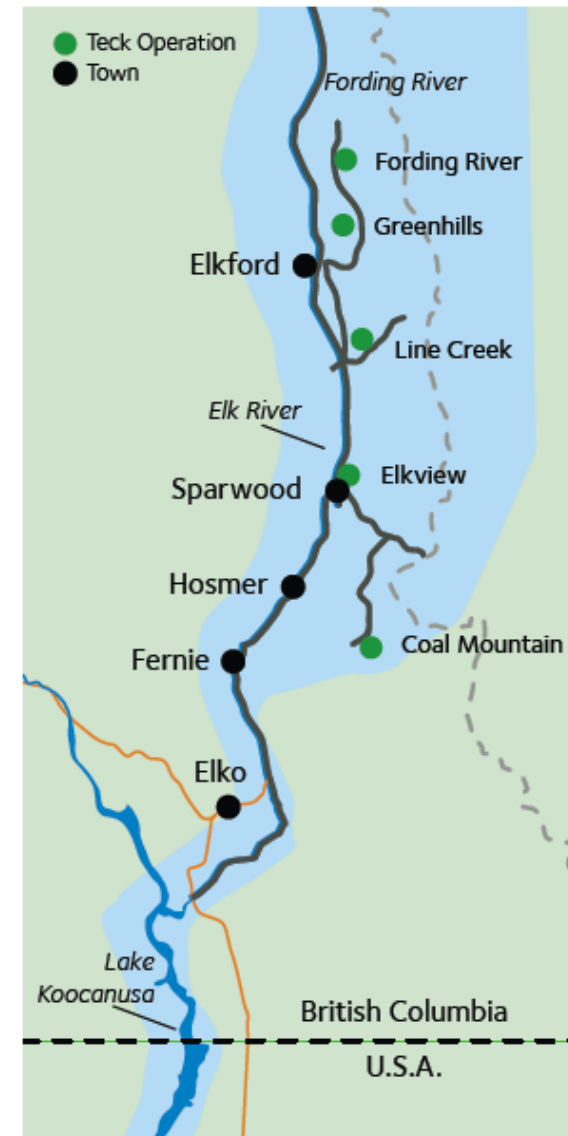 Teck Operation
Town
Fording River
Fording River
Greenhills
Elkford
Line Creek
Elk River
Elkview
Sparwood
Hosmer
Coal Mountain
Fernie
Elko
Lake
Koocanusa
British Columbia
U.S.A.